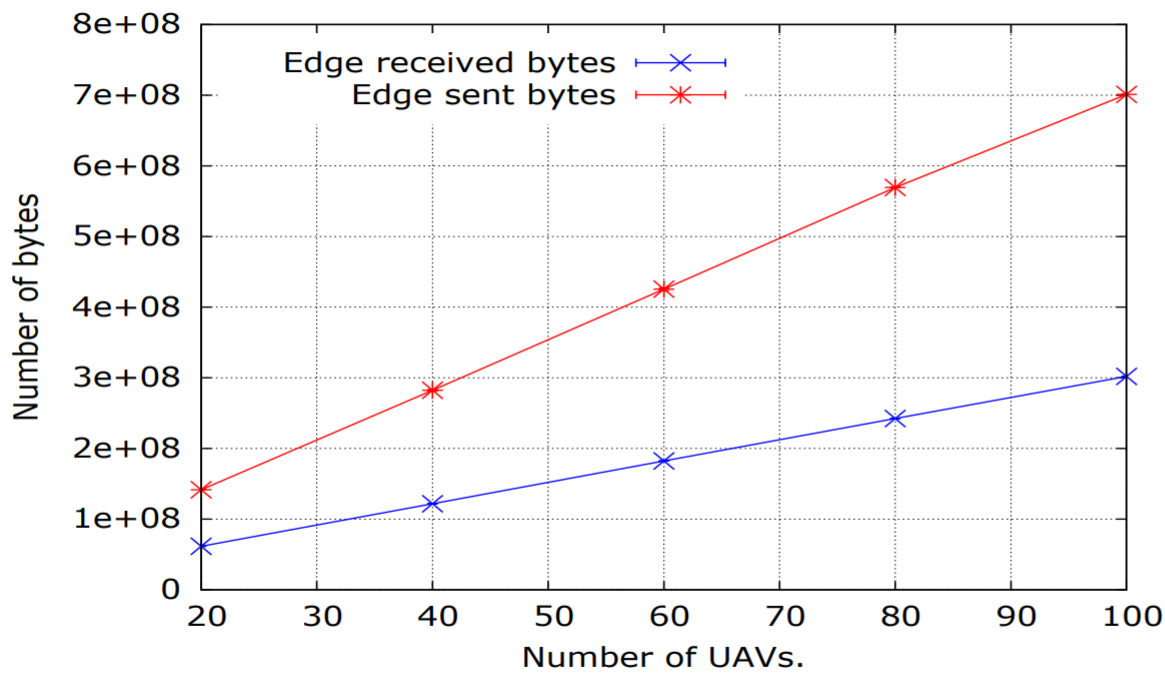 8e+08
7e+08
6e+08
5e+08
4e+08
3e+08
2e+08
1e+08
0
Number of bytes
Edge received bytes
Edge sent bytes
20 30 40 50 60 70 80 90 100
Number of UAVs.